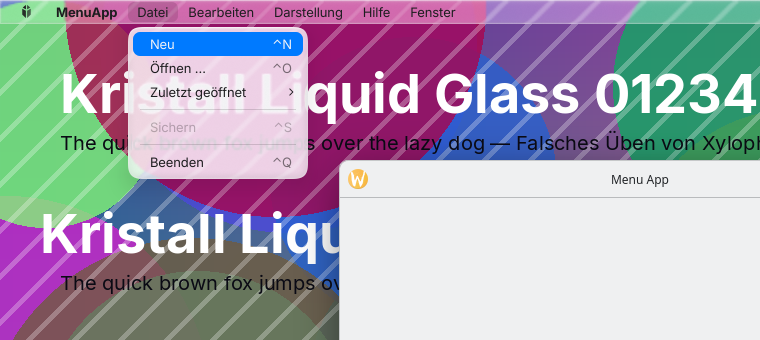 MenuApp Datei Bearbeiten Darstellung Hilfe Fenster
Neu ^N
Öffnen ... ^O
Zuletzt geöffnet ›
Sichern ^S
Beenden ^Q
Kristall Liquid Glass 01234
The quick brown fox jumps over the lazy dog — Falsches Üben von Xyloph
W Menu App
Kristall Liqu
The quick brown fox jumps ov